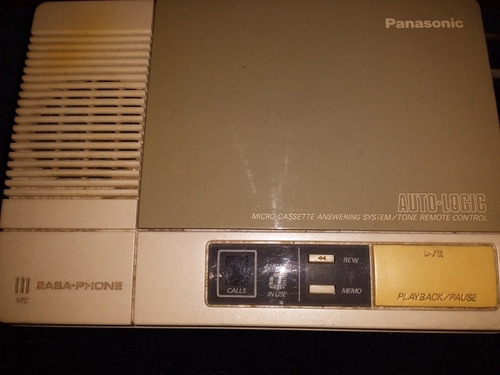 Panasonic
AUTO-LOGIC
MICRO CASSETTE ANSWERING SYSTEM/TONE REMOTE CONTROL
EASA-PHONE
CALLS
IN USE
REW
MEMO
PLAYBACK/PAUSE